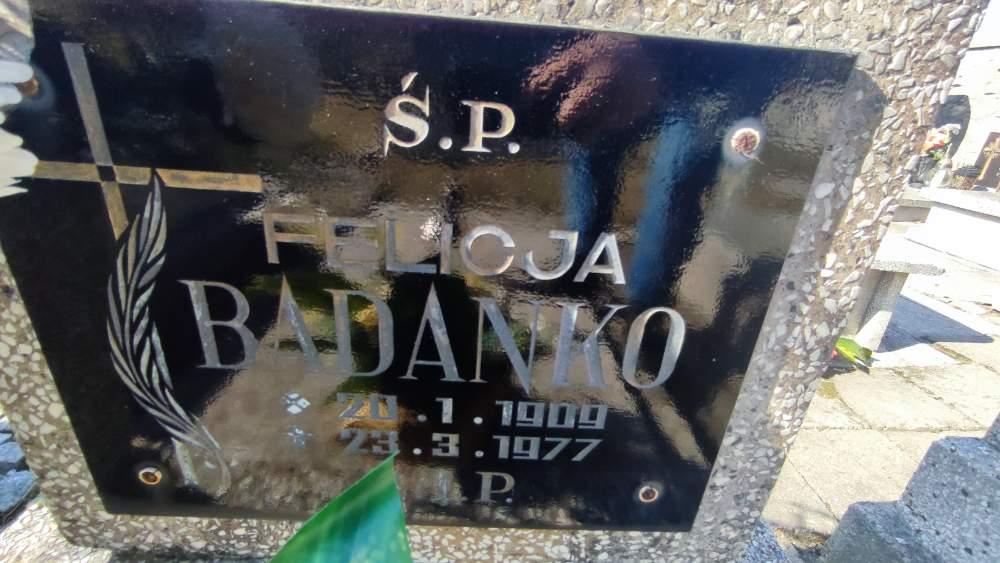 Ś.P.
FELICJA
BADANKO
* 20.1.1909
* 23.3.1977
I.P.